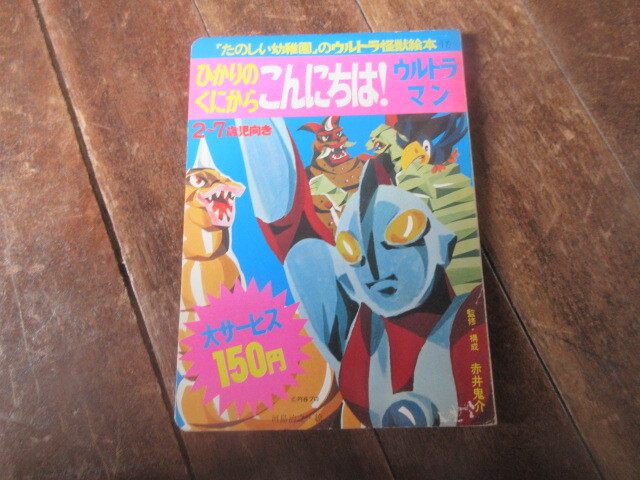 『たのしい幼稚園』のウルトラ怪獣絵本
ひかりの
くにから
こんにちは!
ウルトラ
マン
2-7歳児向き
大サービス
150円
監修・構成 赤井鬼介